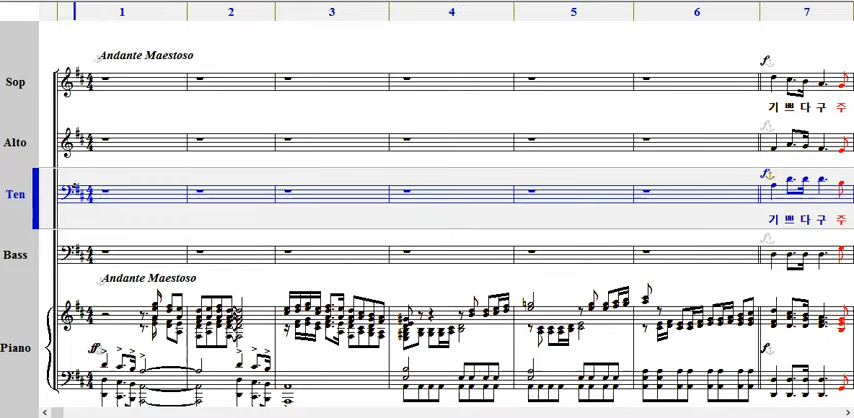 1 2 3 4 5 6 7
Andante Maestoso
f
Sop
기 쁘 다 구 주
Alto
f
Ten
기 쁘 다 구 주
Bass
Andante Maestoso
Piano
ff
f